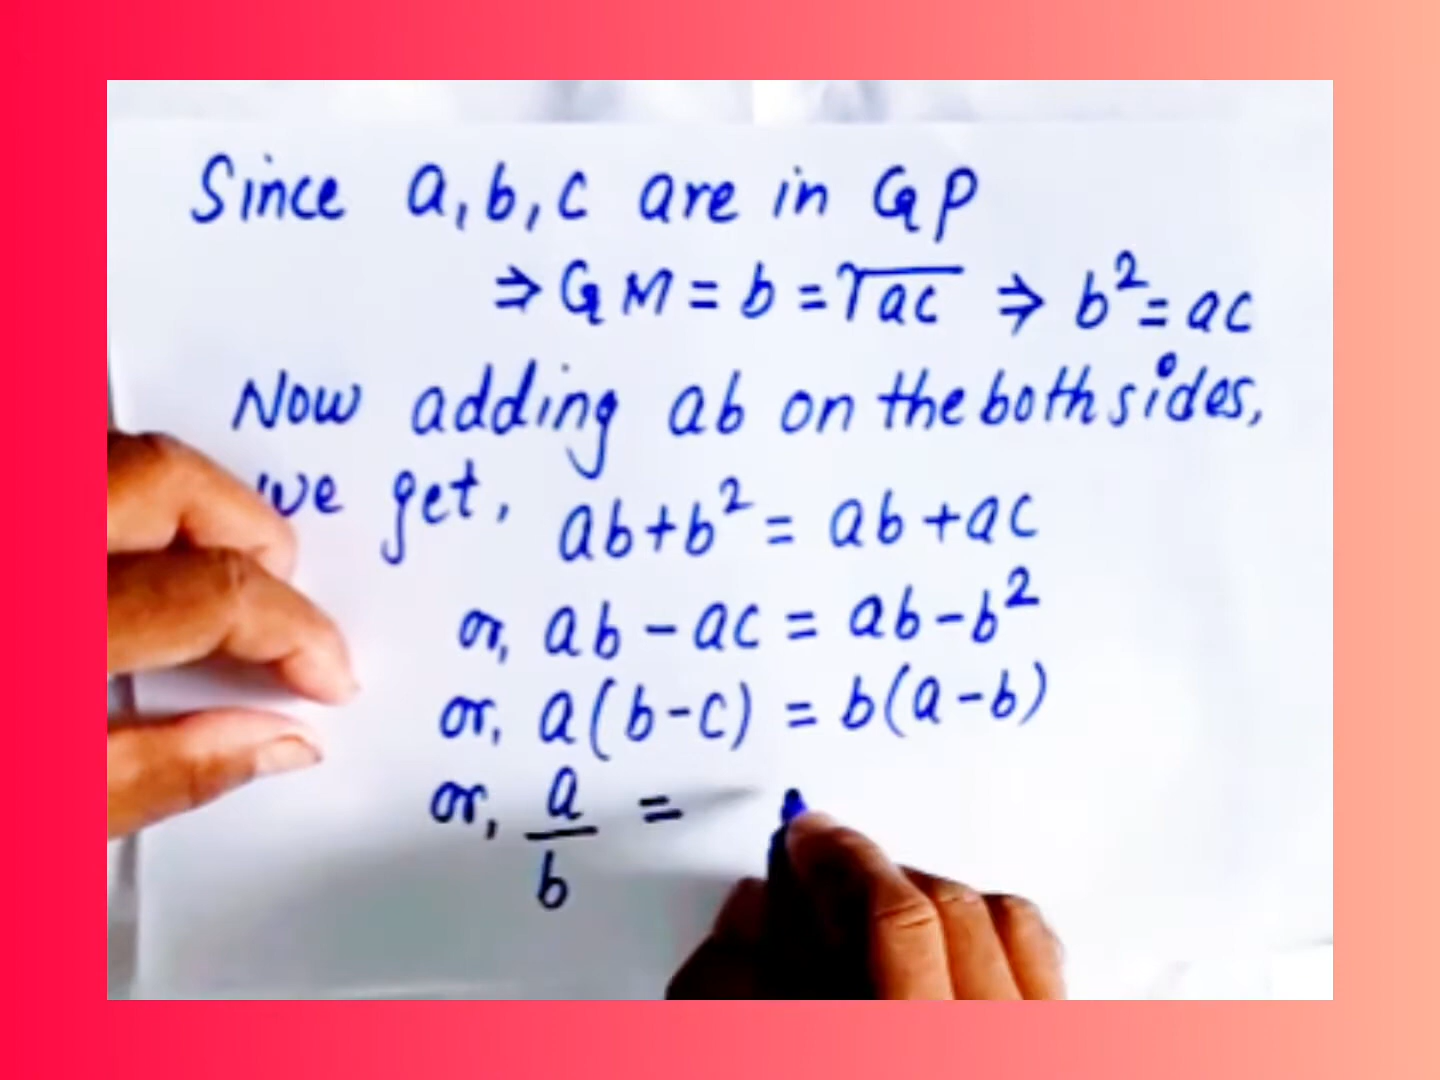 Since a, b, c are in GP
⇒ GM = b = √ac ⇒ b² = ac
Now adding ab on the both sides,
we get, ab+b² = ab+ac
or, ab - ac = ab - b²
or, a(b-c) = b(a-b)
or, a/b =